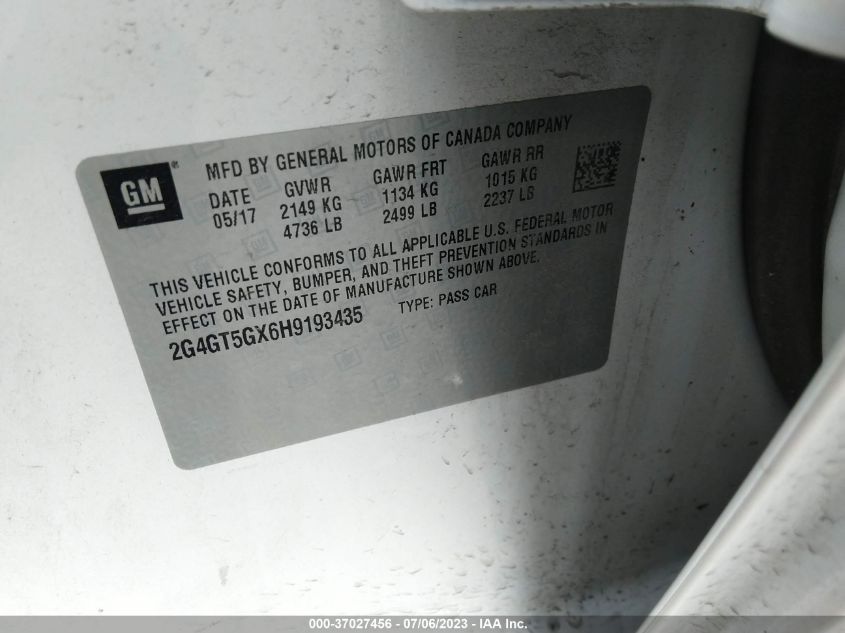 GM ®
MFD BY GENERAL MOTORS OF CANADA COMPANY
DATE GVWR GAWR FRT GAWR RR
05/17 2149 KG 1134 KG 1015 KG
4736 LB 2499 LB 2237 LB
THIS VEHICLE CONFORMS TO ALL APPLICABLE U.S. FEDERAL MOTOR
VEHICLE SAFETY, BUMPER, AND THEFT PREVENTION STANDARDS IN
EFFECT ON THE DATE OF MANUFACTURE SHOWN ABOVE.
2G4GT5GX6H9193435 TYPE: PASS CAR
000-37027456 - 07/06/2023 - IAA Inc.